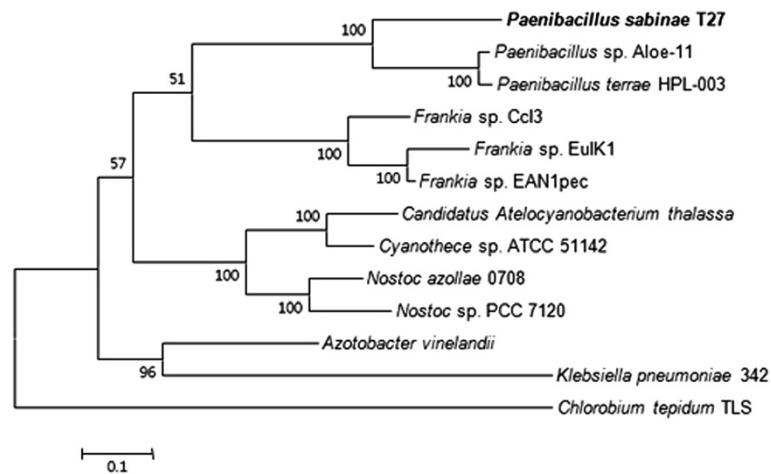 100
Paenibacillus sabinae T27
Paenibacillus sp. Aloe-11
51
100
Paenibacillus terrae HPL-003
Frankia sp. CcI3
100
Frankia sp. EuIK1
57
100
Frankia sp. EAN1pec
100
Candidatus Atelocyanobacterium thalassa
Cyanothece sp. ATCC 51142
100
Nostoc azollae 0708
100
Nostoc sp. PCC 7120
Azotobacter vinelandii
96
Klebsiella pneumoniae 342
Chlorobium tepidum TLS
0.1